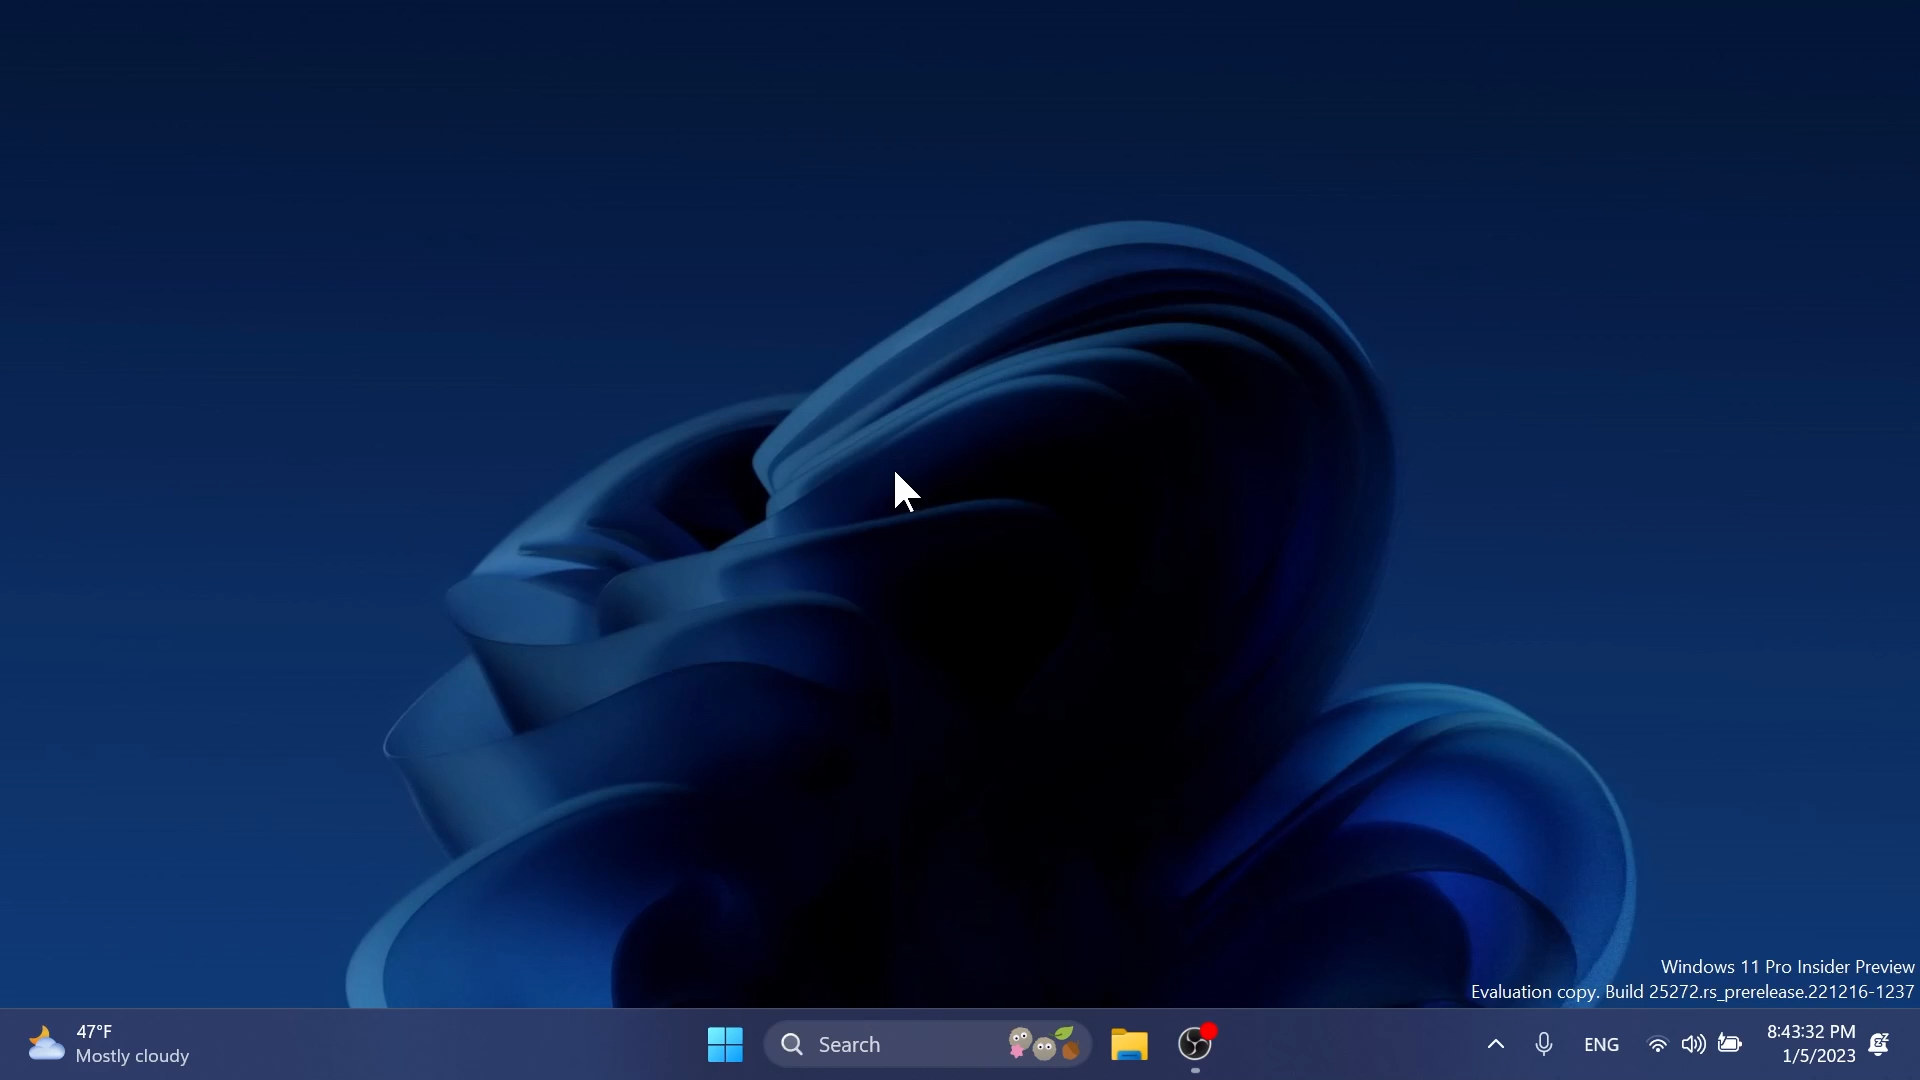 Windows 11 Pro Insider Preview
Evaluation copy. Build 25272.rs_prerelease.221216-1237
47°F
Mostly cloudy
Search
ENG
8:43:32 PM
1/5/2023